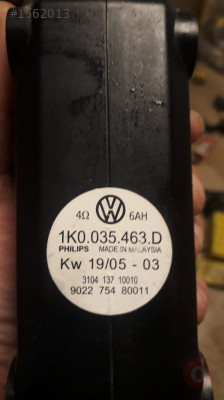 #1562013
4Ω 6AH
1K0.035.463.D
PHILIPS MADE IN MALAYSIA
Kw 19/05 - 03
3104 137 10010
9022 754 80011